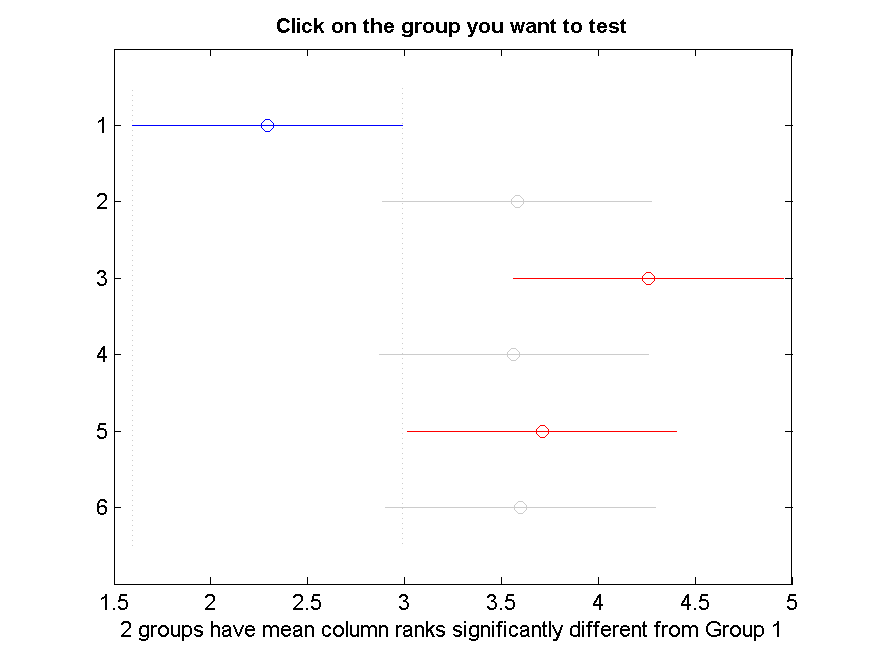 Click on the group you want to test
1
2
3
4
5
6
1.5 2 2.5 3 3.5 4 4.5 5
2 groups have mean column ranks significantly different from Group 1